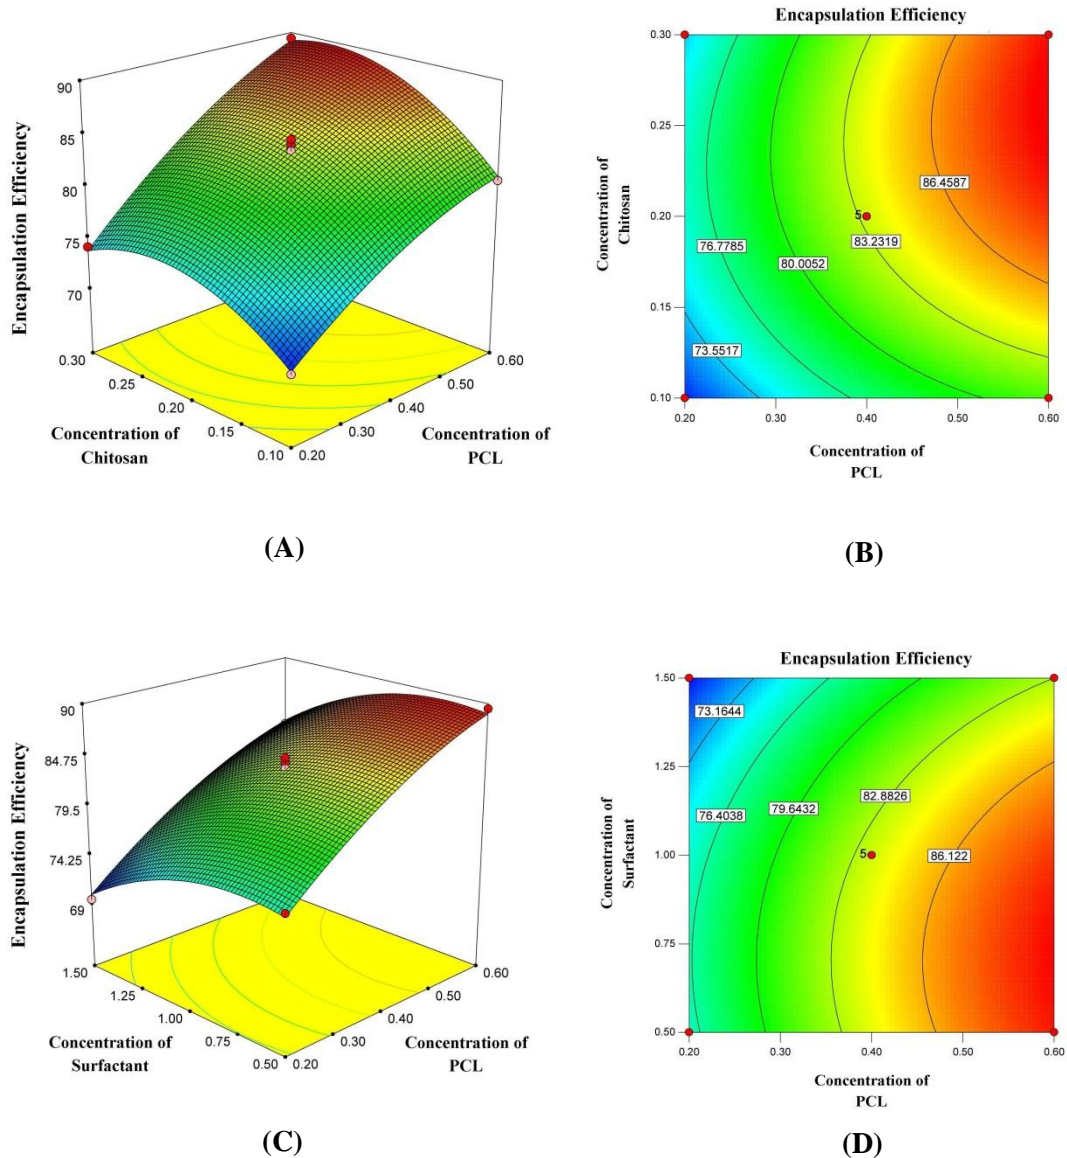 90
85
80
75
70
Encapsulation Efficiency
0.30
0.25
0.20
0.15
0.10
0.20
0.30
0.40
0.50
0.60
Concentration of
Chitosan
Concentration of
PCL
(A)
Encapsulation Efficiency
0.30
0.25
0.20
0.15
0.10
Concentration of
Chitosan
86.4587
5
83.2319
76.7785
80.0052
73.5517
0.20
0.30
0.40
0.50
0.60
Concentration of
PCL
(B)
90
84.75
79.5
74.25
69
Encapsulation Efficiency
1.50
1.25
1.00
0.75
0.50
0.20
0.30
0.40
0.50
0.60
Concentration of
Surfactant
Concentration of
PCL
(C)
Encapsulation Efficiency
1.50
1.25
1.00
0.75
0.50
Concentration of
Surfactant
73.1644
82.8826
79.6432
76.4038
5
86.122
0.20
0.30
0.40
0.50
0.60
Concentration of
PCL
(D)